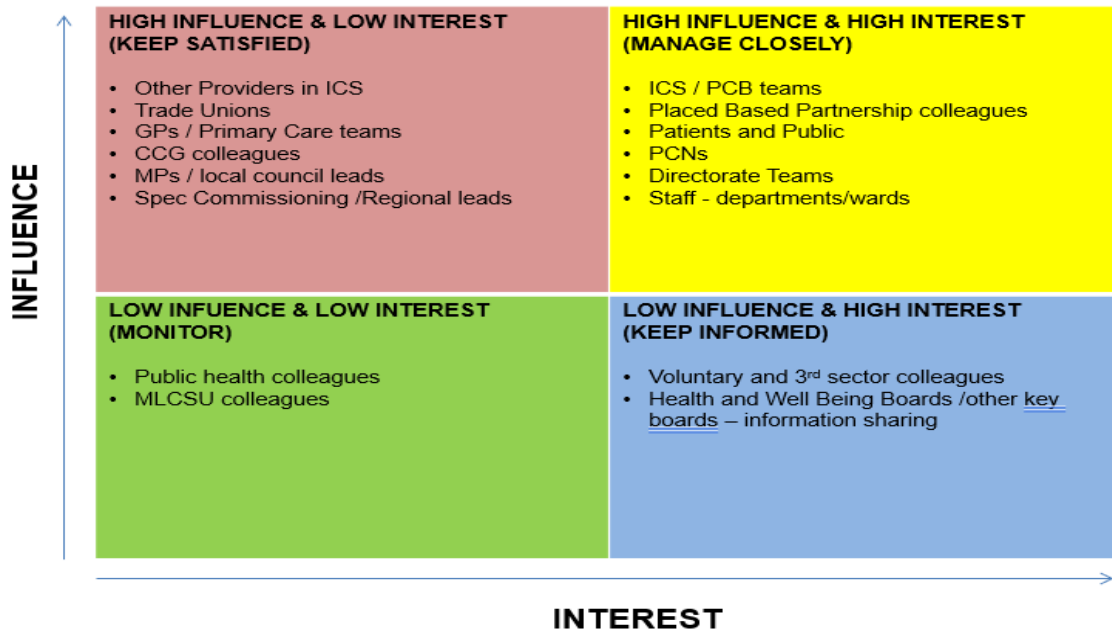 INFLUENCE
HIGH INFLUENCE & LOW INTEREST
(KEEP SATISFIED)
• Other Providers in ICS
• Trade Unions
• GPs / Primary Care teams
• CCG colleagues
• MPs / local council leads
• Spec Commissioning /Regional leads
HIGH INFLUENCE & HIGH INTEREST
(MANAGE CLOSELY)
• ICS / PCB teams
• Placed Based Partnership colleagues
• Patients and Public
• PCNs
• Directorate Teams
• Staff - departments/wards
LOW INFUENCE & LOW INTEREST
(MONITOR)
• Public health colleagues
• MLCSU colleagues
LOW INFLUENCE & HIGH INTEREST
(KEEP INFORMED)
• Voluntary and 3rd sector colleagues
• Health and Well Being Boards /other key
boards – information sharing
INTEREST